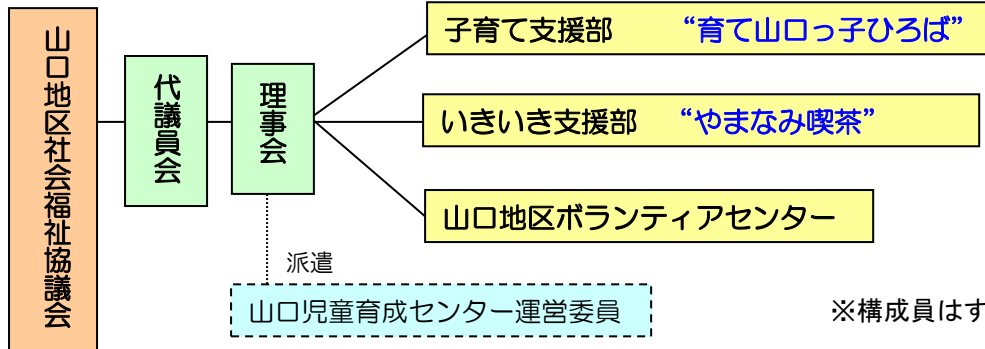 山口地区社会福祉協議会
代議員会
理事会
子育て支援部 “育て山口っ子ひろば”
いきいき支援部 “やまなみ喫茶”
山口地区ボランティアセンター
派遣
山口児童育成センター運営委員
※構成員はす